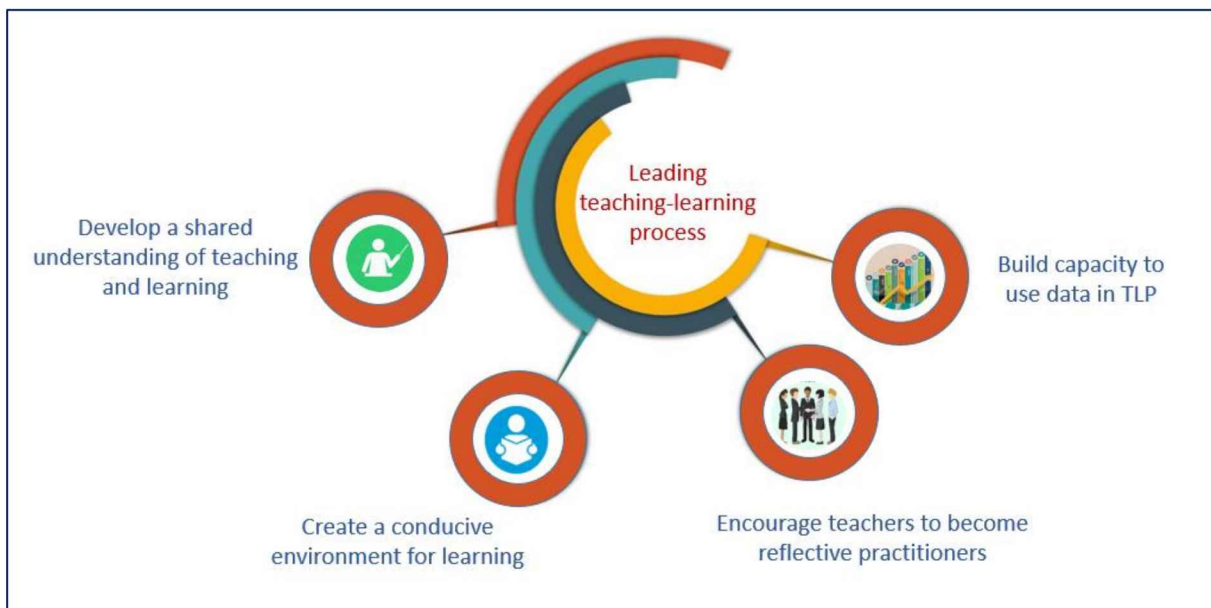 Leading
teaching-learning
process
Develop a shared
understanding of teaching
and learning
Create a conducive
environment for learning
Encourage teachers to become
reflective practitioners
Build capacity to
use data in TLP